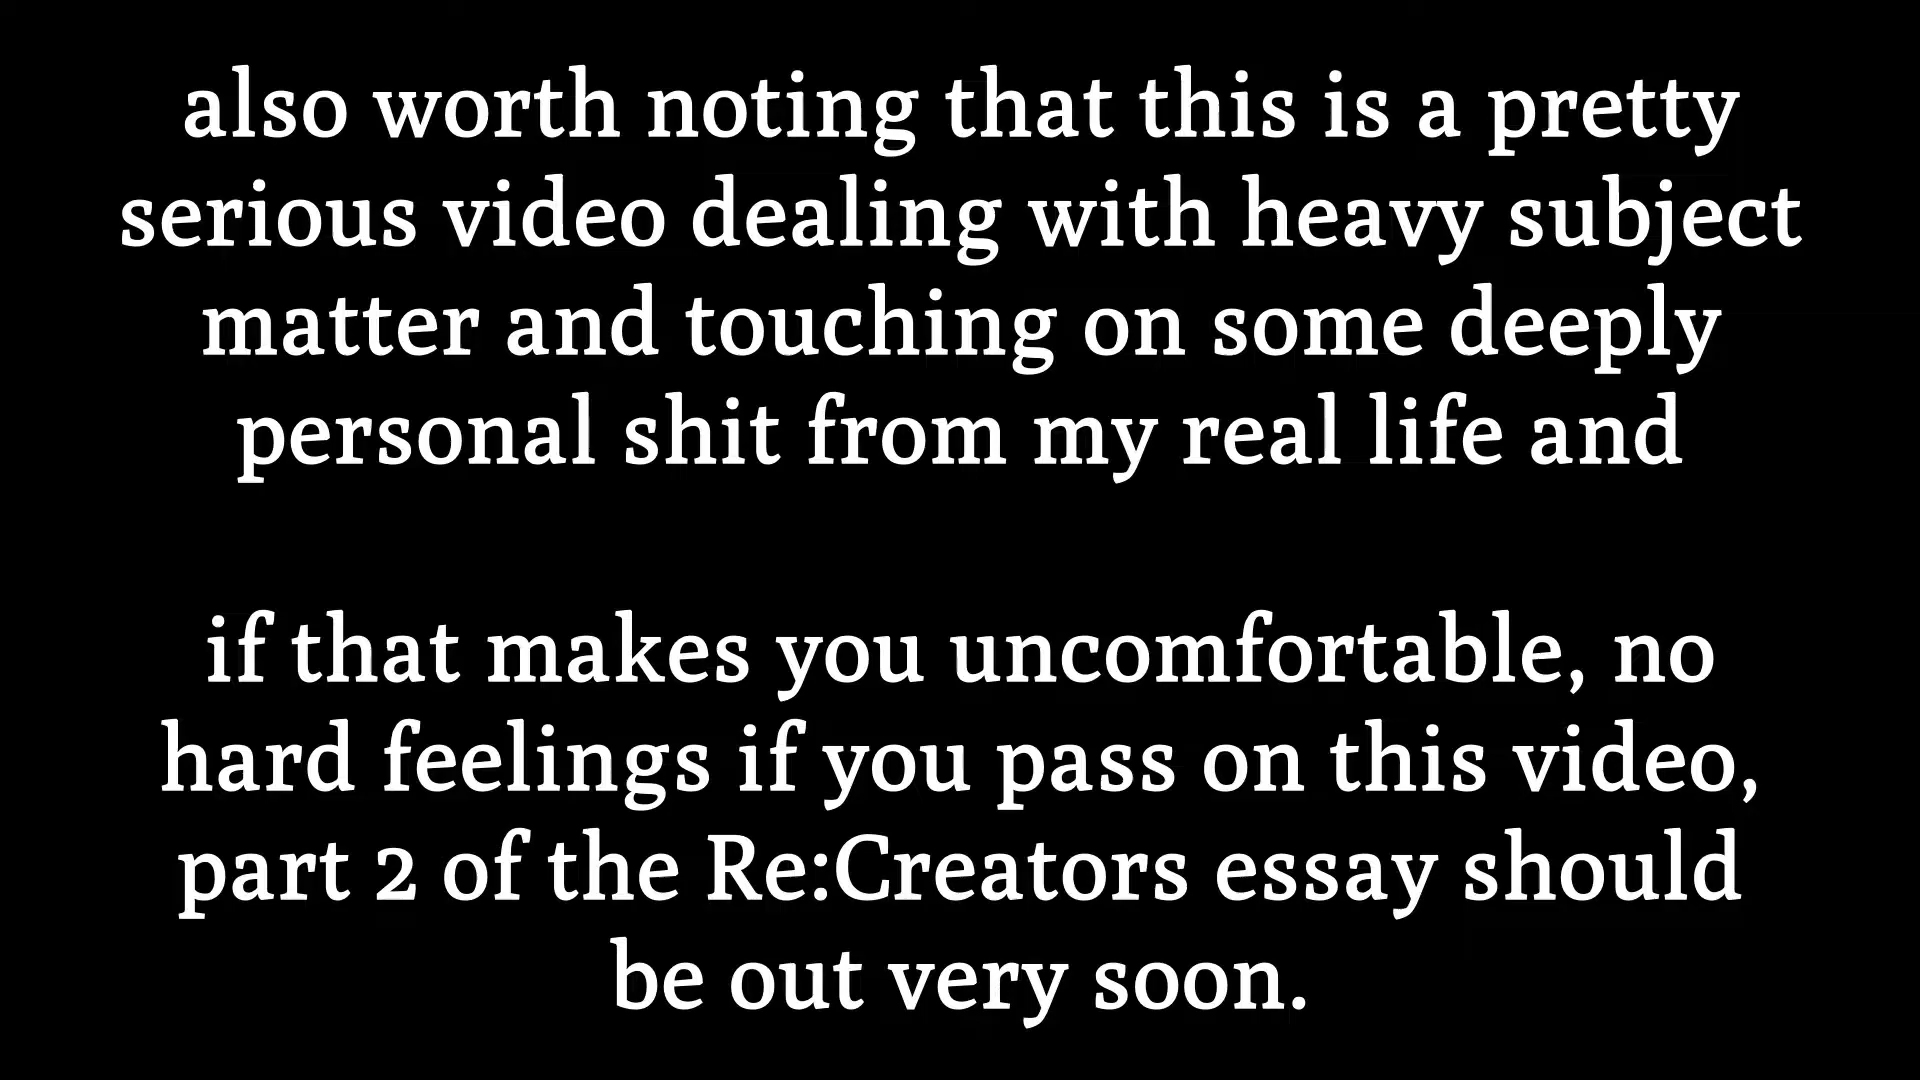 also worth noting that this is a pretty
serious video dealing with heavy subject
matter and touching on some deeply
personal shit from my real life and
if that makes you uncomfortable, no
hard feelings if you pass on this video,
part 2 of the Re:Creators essay should
be out very soon.